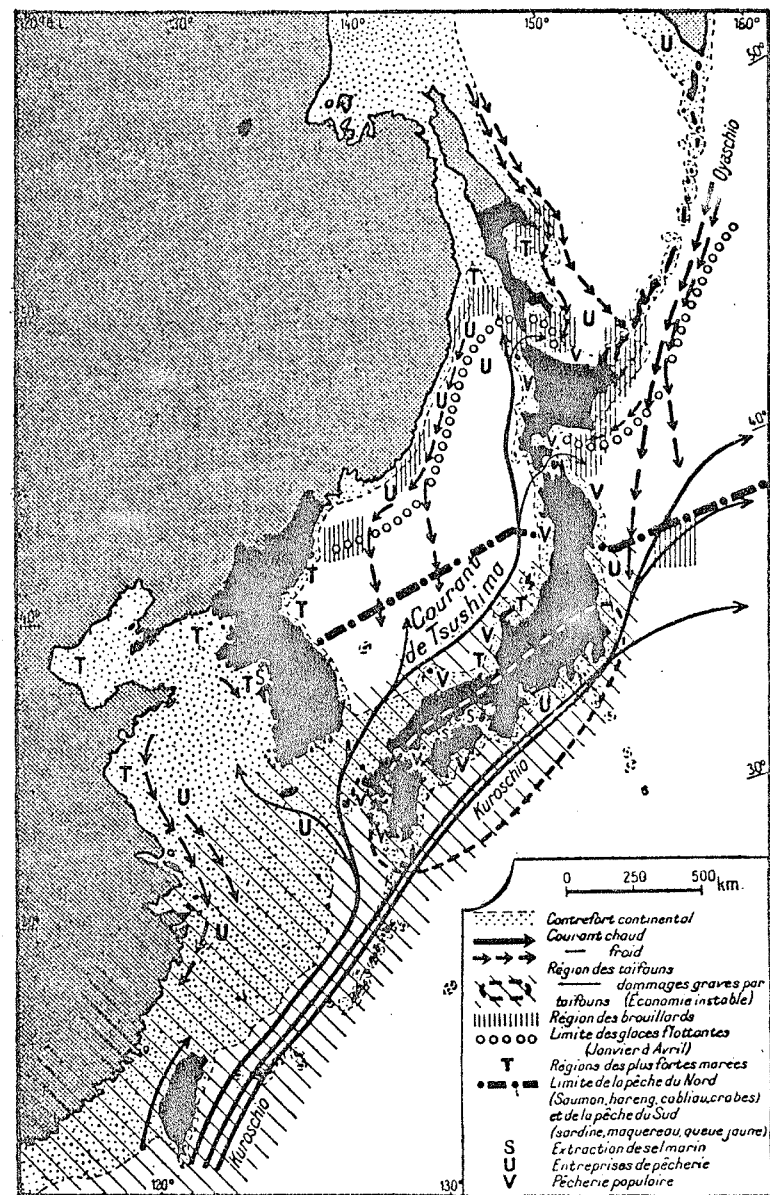 130°
140°
150°
160°
50°
U
Oyaschio
T
T
U
U
V
U
V
U
V
40°
U
V
V
T
U
T
Courant
de Tsushima
T
40°
T
T
V
T
V
T
S
U
S
S
30°
T
U
V
V
Kuroschio
U
U
0 250 500
km.
Contrefort continental
Courant chaud
— froid
Région des taifouns
— dommages graves par
taifouns (Économie instable)
Région des brouillards
Limite des glaces flottantes
(Janvier à Avril)
T Régions des plus fortes marées
Limite de la pêche du Nord
(Saumon, hareng, cabliau, crabes)
et de la pêche du Sud
(sardine, maquereau, queue jaune)
S Extraction de sel marin
U Entreprises de pêcherie
V Pêcherie populaire
Kuroschio
120°
130